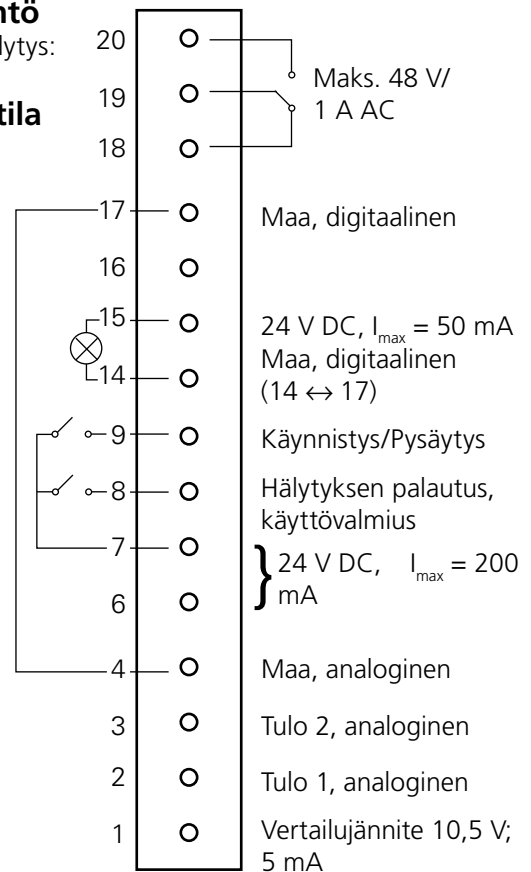 ntö
lytys:
tila
20
19
18
Maks. 48 V/
1 A AC
17
Maa, digitaalinen
16
15
24 V DC, Imax = 50 mA
14
Maa, digitaalinen
(14 ↔ 17)
9
Käynnistys/Pysäytys
8
Hälytyksen palautus,
käyttövalmius
7
6
} 24 V DC, Imax = 200
mA
4
Maa, analoginen
3
Tulo 2, analoginen
2
Tulo 1, analoginen
1
Vertailujännite 10,5 V;
5 mA